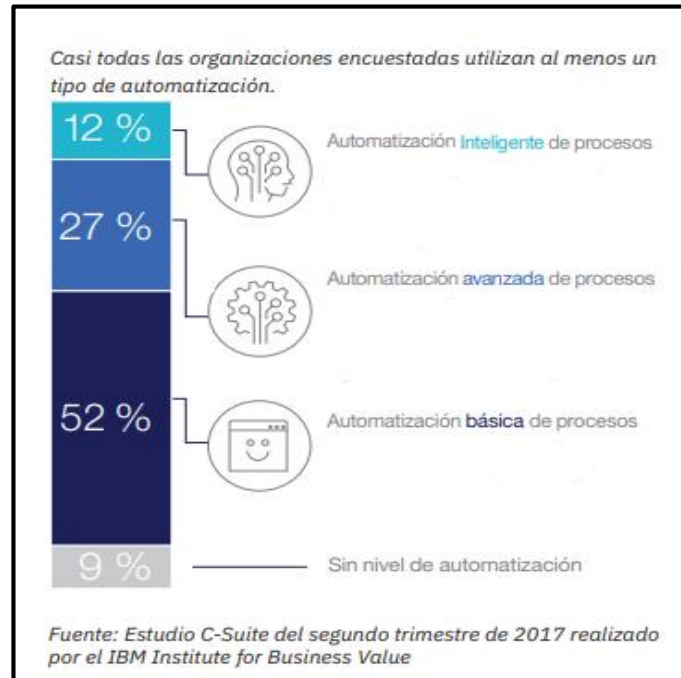 Casi todas las organizaciones encuestadas utilizan al menos un
tipo de automatización.
12 %
Automatización Inteligente de procesos
27 %
Automatización avanzada de procesos
52 %
Automatización básica de procesos
9 %
Sin nivel de automatización
Fuente: Estudio C-Suite del segundo trimestre de 2017 realizado
por el IBM Institute for Business Value